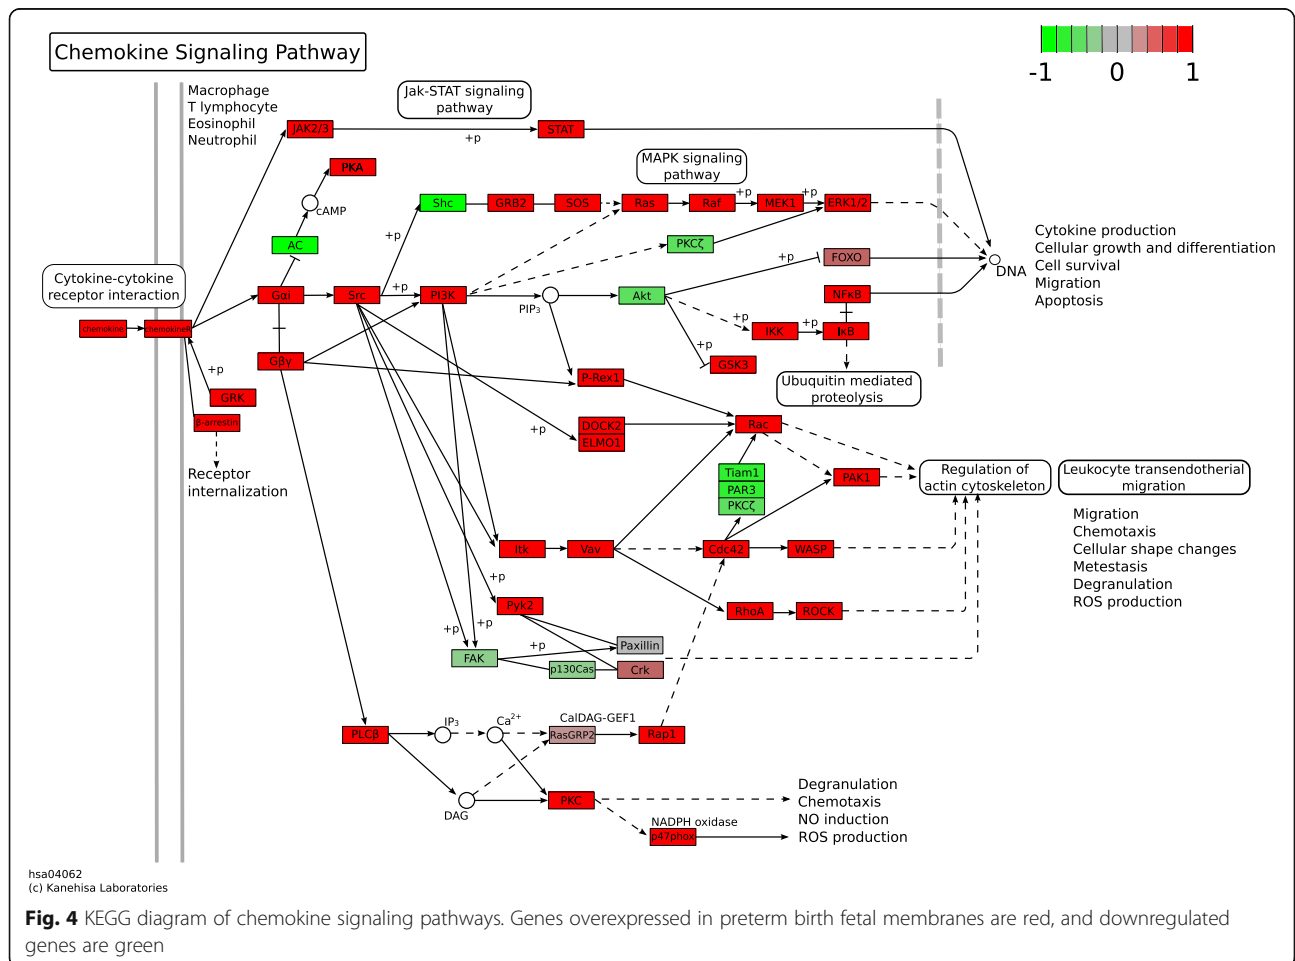 Chemokine Signaling Pathway
-1 0 1
Macrophage
T lymphocyte
Eosinophil
Neutrophil
Jak-STAT signaling
pathway
JAK2/3
+p
STAT
PKA
cAMP
AC
MAPK signaling
pathway
Shc
GRB2
SOS
Ras
Raf
+p
MEK1
+p
ERK1/2
+p
PKCζ
+p
FOXO
DNA
Cytokine production
Cellular growth and differentiation
Cell survival
Migration
Apoptosis
Cytokine-cytokine
receptor interaction
chemokine
chemokineR
Gαi
Src
+p
PI3K
PIP3
Akt
NFκB
+p
IKK
+p
IκB
+p
GSK3
Gβγ
+p
GRK
β-arrestin
Receptor
internalization
P-Rex1
Ubuquitin mediated
proteolysis
+p
DOCK2
ELMO1
Rac
Tiam1
PAR3
PKCζ
PAK1
Regulation of
actin cytoskeleton
Leukocyte transendotherial
migration
Migration
Chemotaxis
Cellular shape changes
Metestasis
Degranulation
ROS production
Itk
Vav
Cdc42
WASP
+p
Pyk2
RhoA
ROCK
+p
+p
FAK
+p
Paxillin
p130Cas
Crk
PLCβ
IP3
Ca2+
CalDAG-GEF1
RasGRP2
Rap1
DAG
PKC
NADPH oxidase
p47phox
Degranulation
Chemotaxis
NO induction
ROS production
hsa04062
(c) Kanehisa Laboratories
Fig. 4 KEGG diagram of chemokine signaling pathways. Genes overexpressed in preterm birth fetal membranes are red, and downregulated
genes are green